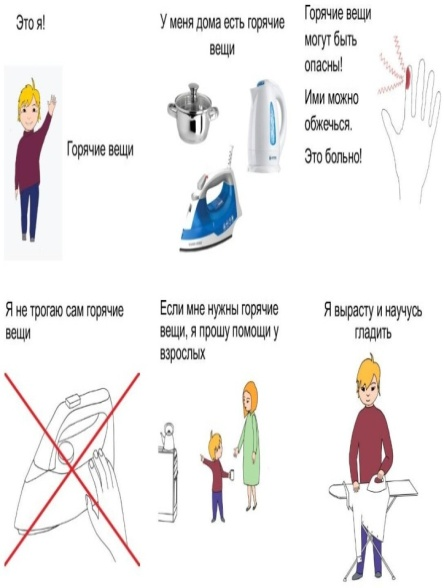 Это я!
Горячие вещи
У меня дома есть горячие
вещи
Горячие вещи
могут быть
опасны!
Ими можно
обжечься.
Это больно!
Я не трогаю сам горячие
вещи
Если мне нужны горячие
вещи, я прошу помощи у
взрослых
Я вырасту и научусь
гладить